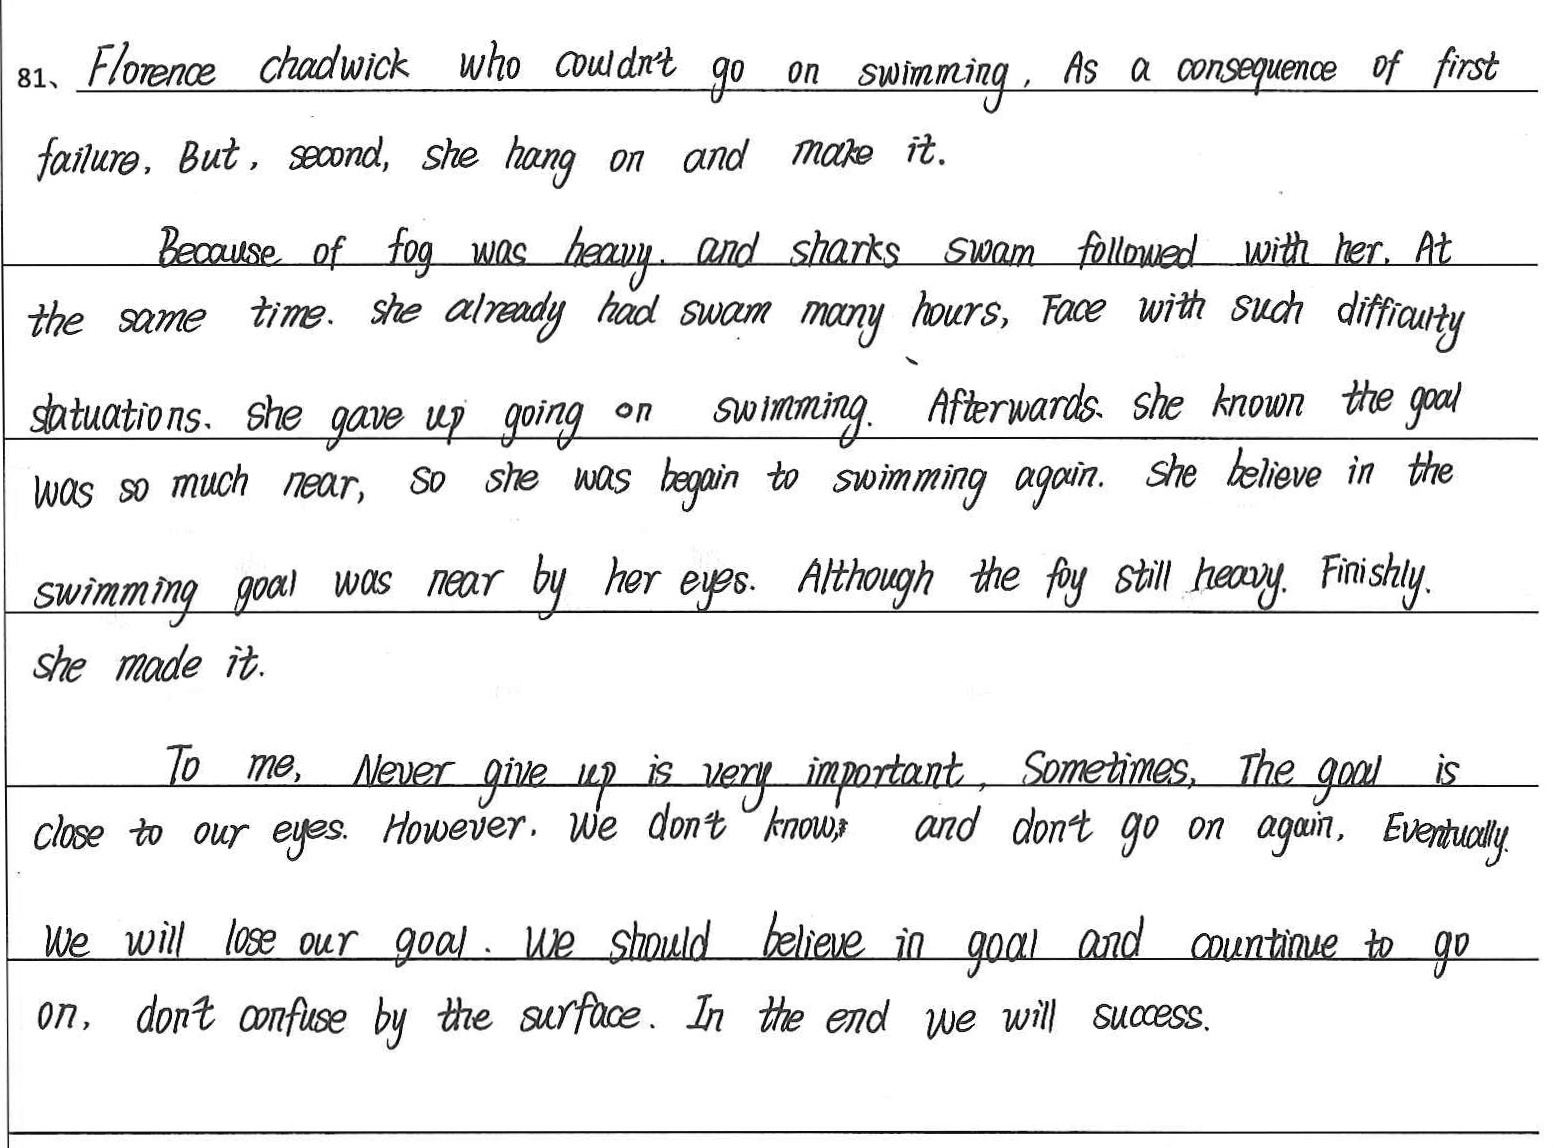 81、Florence chadwick who couldn't go on swimming, As a consequence of first
failure. But, second, she hang on and make it.
Because of fog was heavy. and sharks swam followed with her. At
the same time. she already had swam many hours, Face with such difficulty
statuations. she gave up going on swimming. Afterwards. she known the goal
was so much near, so she was begain to swimming again. she believe in the
swimming goal was near by her eyes. Although the foy still heavy. Finishly.
she made it.
To me, Never give up is very important, Sometimes, The goal is
close to our eyes. However. We don't know, and don't go on again, Eventually.
We will lose our goal. We should believe in goal and countinue to go
on, don't confuse by the surface. In the end we will success.